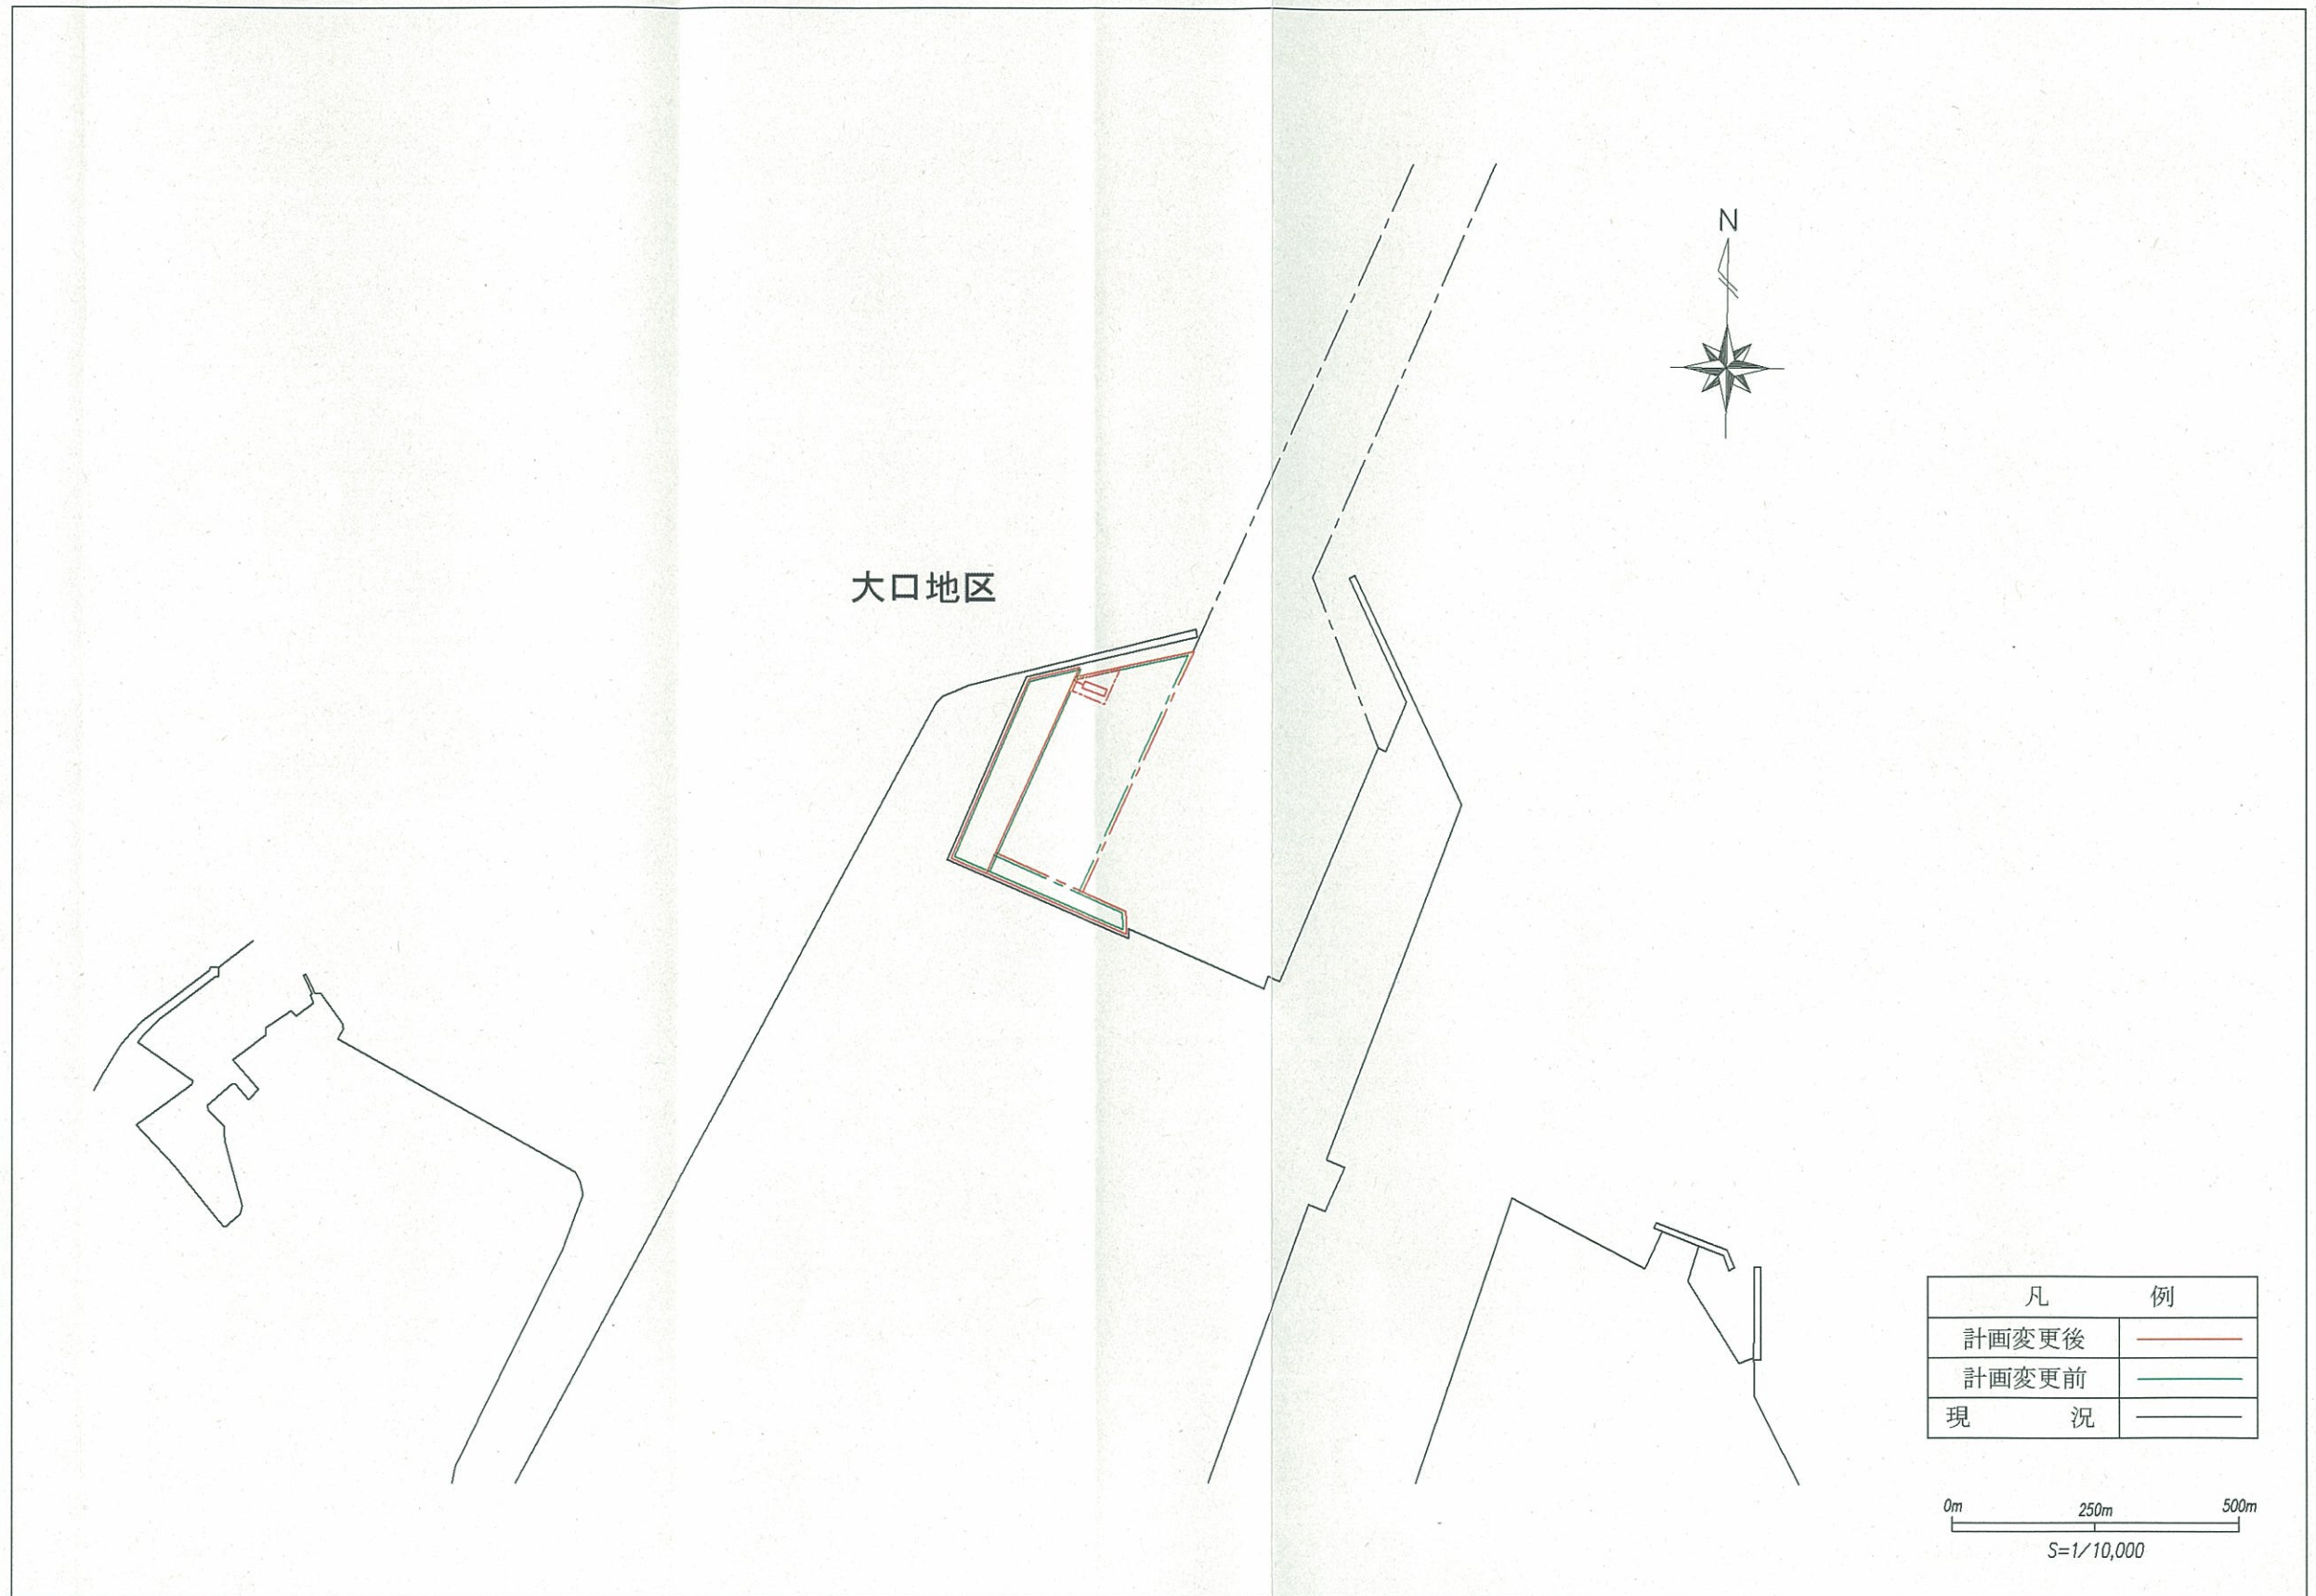 N
大口地区
凡 例
計画変更後
計画変更前
現 況
0m 250m 500m
S=1/10,000